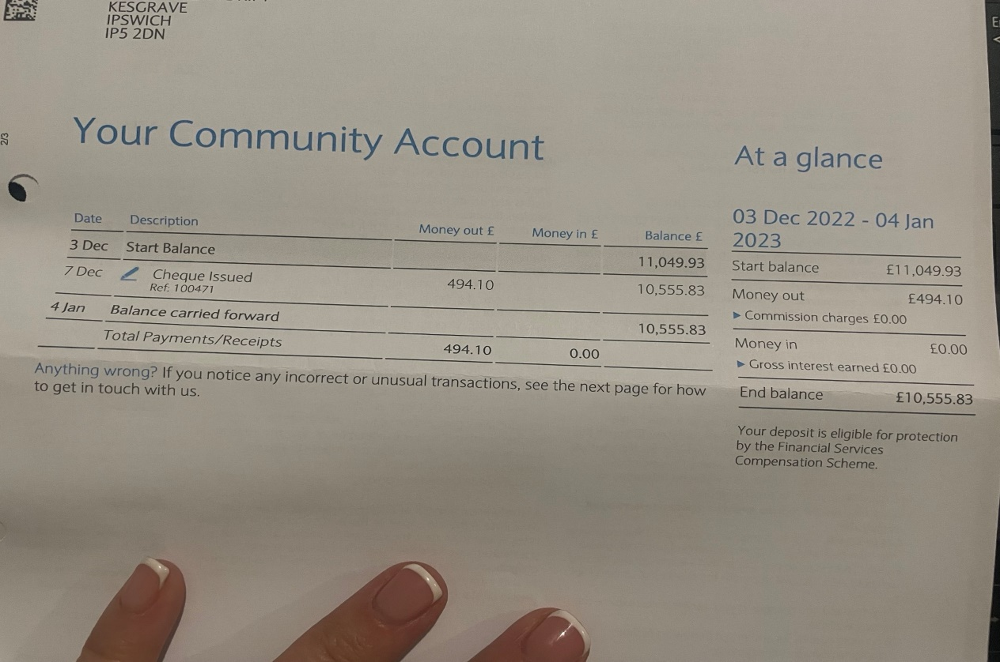 KESGRAVE
IPSWICH
IP5 2DN
2/3
Your Community Account
Date Description Money out £ Money in £ Balance £
3 Dec Start Balance 11,049.93
7 Dec Cheque Issued 494.10 10,555.83
Ref: 100471
4 Jan Balance carried forward 10,555.83
Total Payments/Receipts 494.10 0.00
Anything wrong? If you notice any incorrect or unusual transactions, see the next page for how
to get in touch with us.
At a glance
03 Dec 2022 - 04 Jan
2023
Start balance £11,049.93
Money out £494.10
▶ Commission charges £0.00
Money in £0.00
▶ Gross interest earned £0.00
End balance £10,555.83
Your deposit is eligible for protection
by the Financial Services
Compensation Scheme.